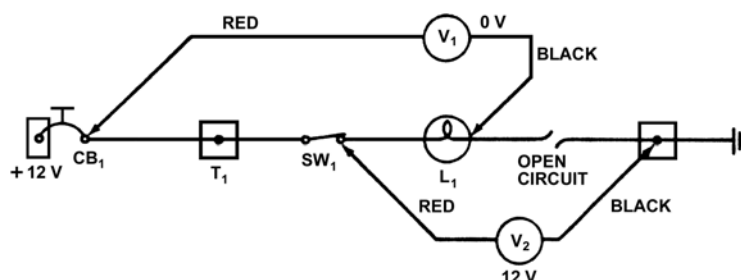 RED
V1
0 V
BLACK
+ 12 V
CB1
T1
SW1
L1
OPEN
CIRCUIT
RED
V2
BLACK
12 V